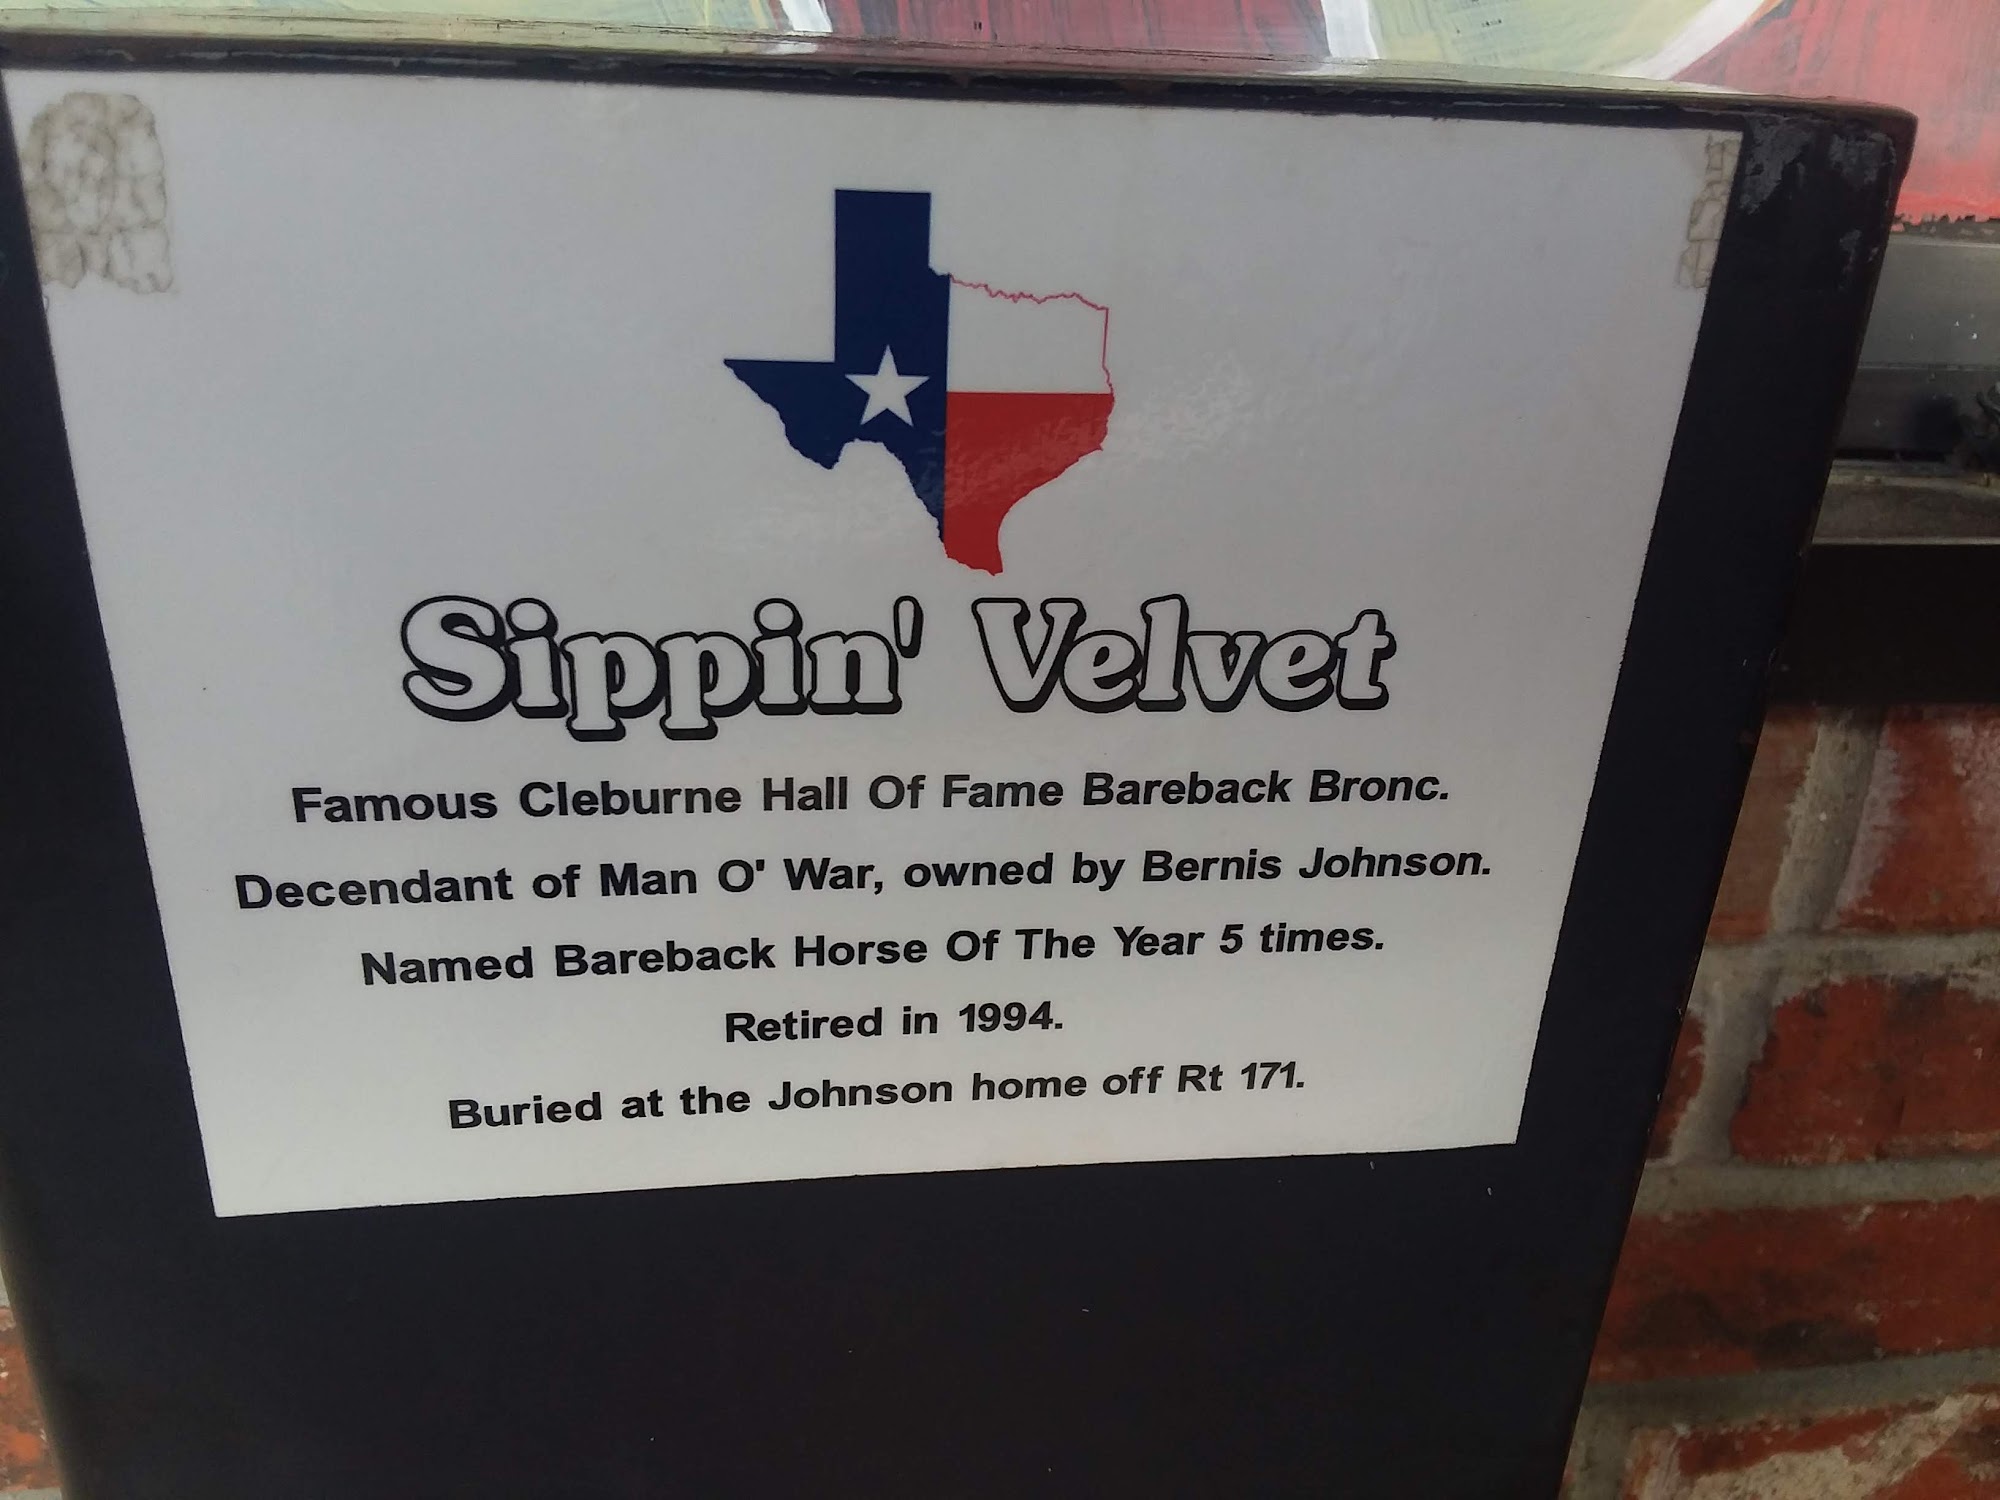 Sippin' Velvet
Famous Cleburne Hall Of Fame Bareback Bronc.
Decendant of Man O' War, owned by Bernis Johnson.
Named Bareback Horse Of The Year 5 times.
Retired in 1994.
Buried at the Johnson home off Rt 171.